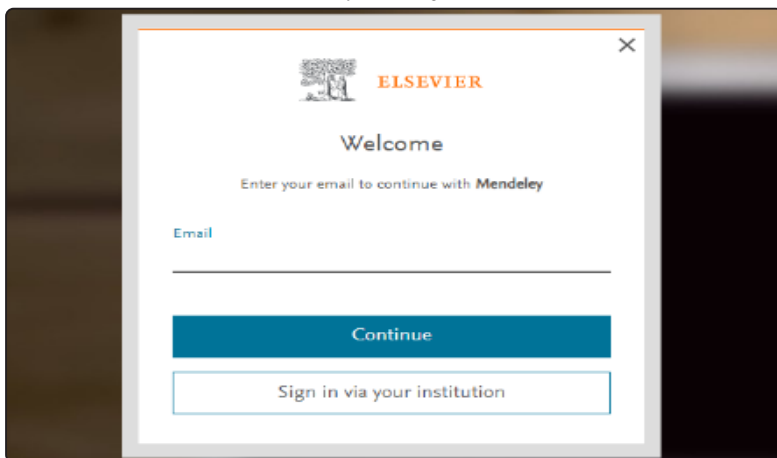 ELSEVIER
Welcome
Enter your email to continue with Mendeley
Email
Continue
Sign in via your institution